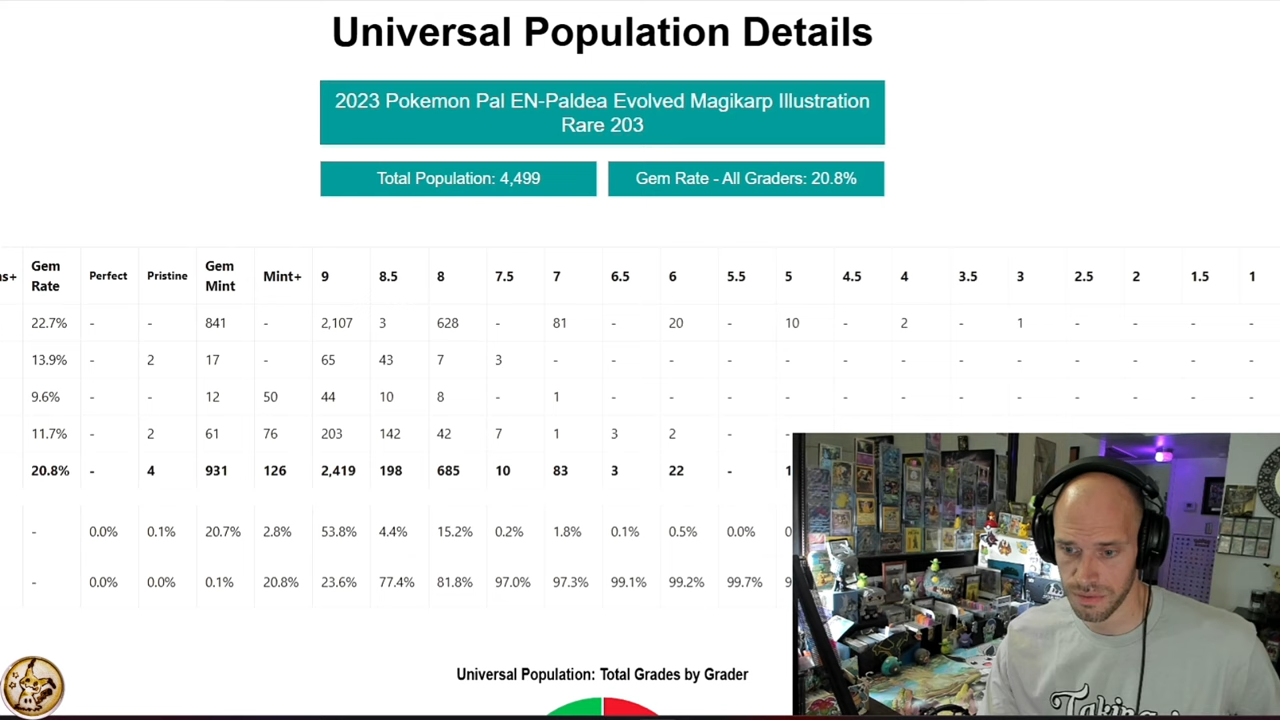 Universal Population Details
2023 Pokemon Pal EN-Paldea Evolved Magikarp Illustration
Rare 203
Total Population: 4,499 Gem Rate - All Graders: 20.8%
s+ Gem Rate Perfect Pristine Gem Mint Mint+ 9 8.5 8 7.5 7 6.5 6 5.5 5 4.5 4 3.5 3 2.5 2 1.5 1
22.7% - - 841 - 2,107 3 628 - 81 - 20 - 10 - 2 - 1 - - - -
13.9% - 2 17 - 65 43 7 3 - - - - - - - - - - - - -
9.6% - - 12 50 44 10 8 - 1 - - - - - - - - - - - -
11.7% - 2 61 76 203 142 42 7 1 3 2 - -
20.8% - 4 931 126 2,419 198 685 10 83 3 22 - 1
- 0.0% 0.1% 20.7% 2.8% 53.8% 4.4% 15.2% 0.2% 1.8% 0.1% 0.5% 0.0% 0
- 0.0% 0.0% 0.1% 20.8% 23.6% 77.4% 81.8% 97.0% 97.3% 99.1% 99.2% 99.7% 9
Universal Population: Total Grades by Grader